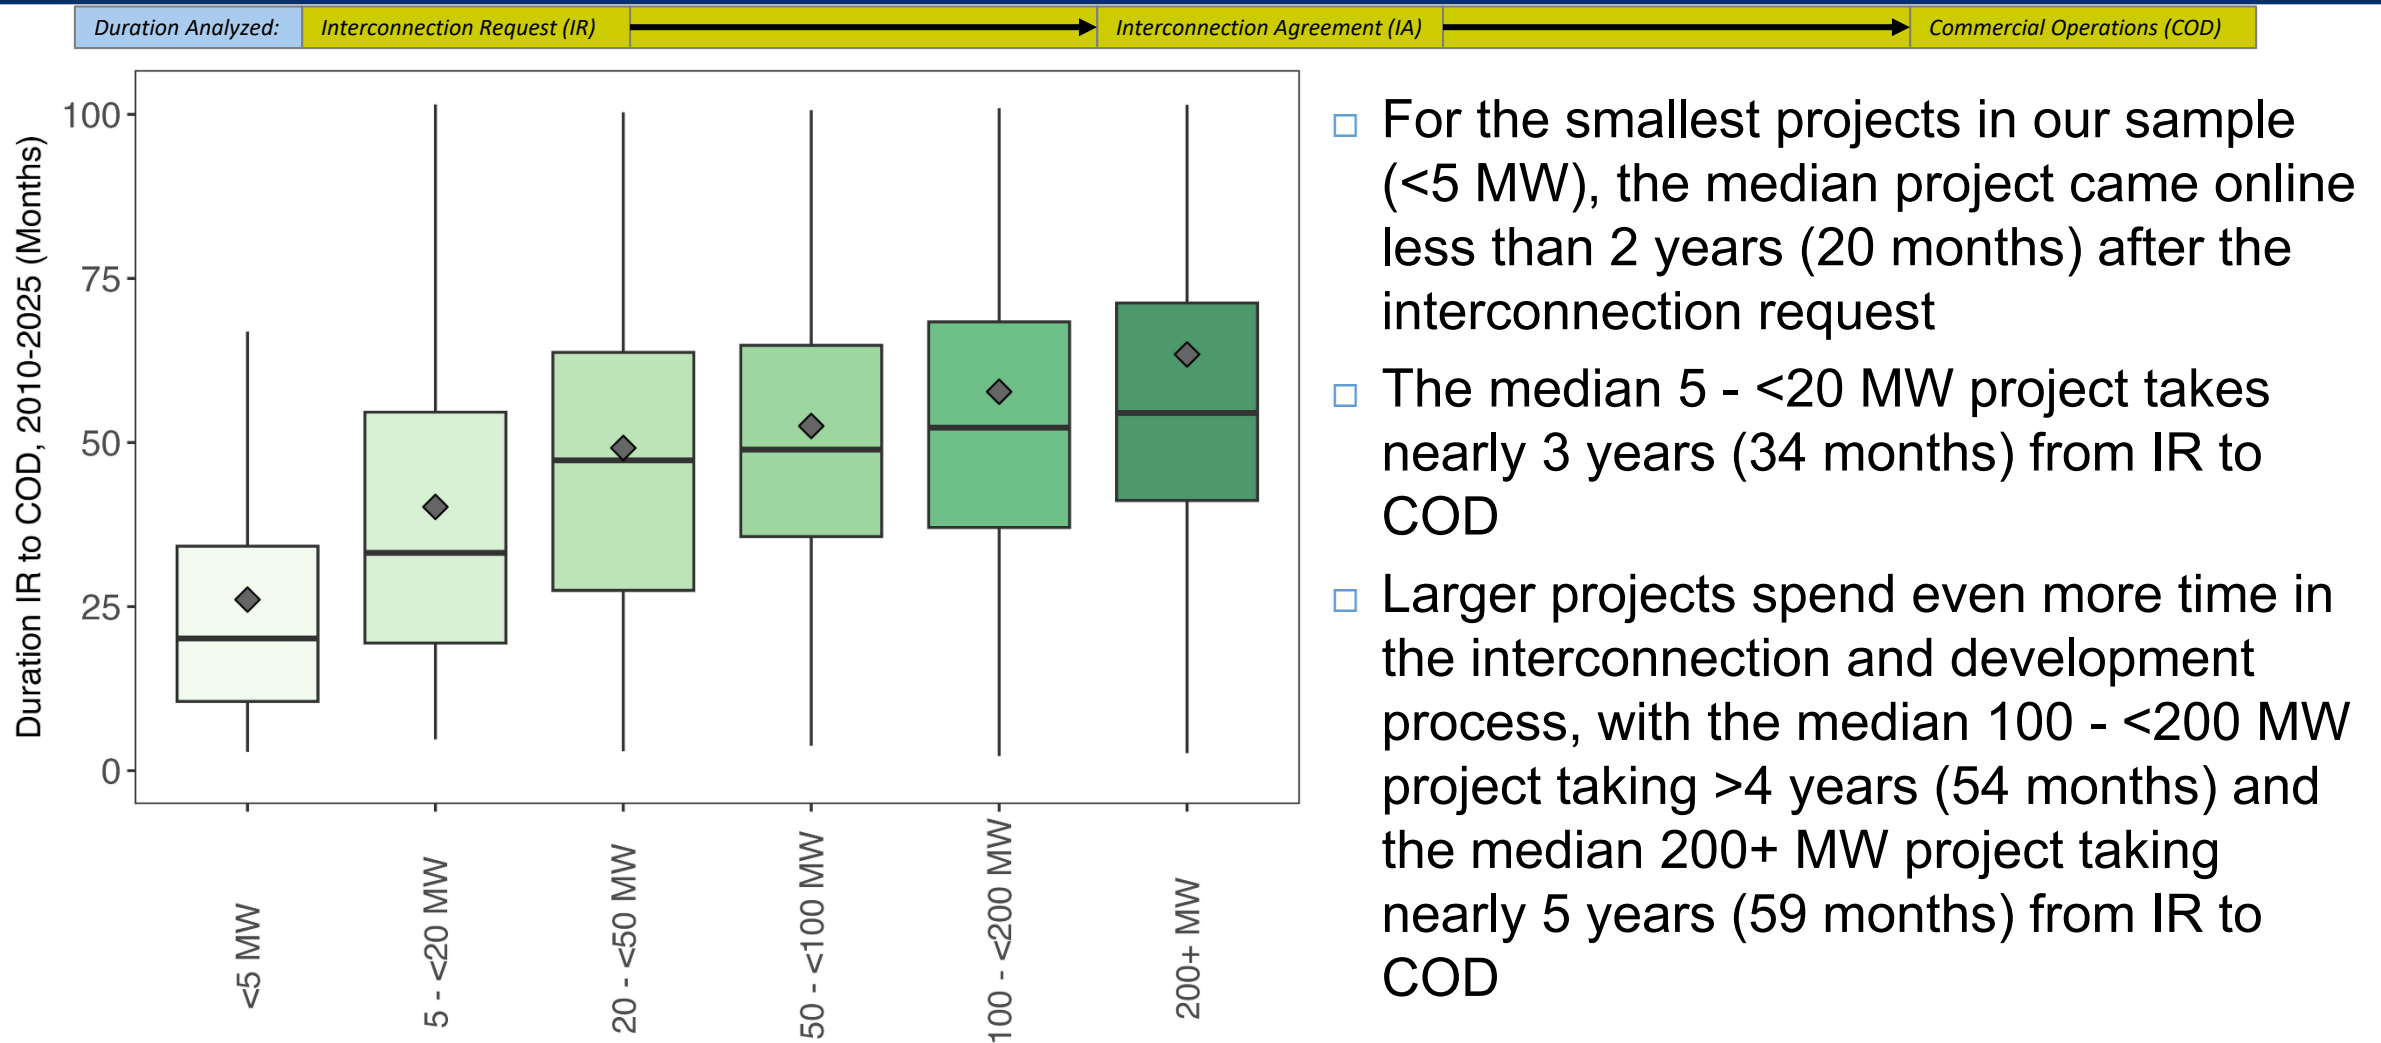 Duration Analyzed: Interconnection Request (IR) Interconnection Agreement (IA) Commercial Operations (COD)
Duration IR to COD, 2010-2025 (Months)
100
75
50
25
0
<5 MW
5 - <20 MW
20 - <50 MW
50 - <100 MW
100 - <200 MW
200+ MW
For the smallest projects in our sample
(<5 MW), the median project came online
less than 2 years (20 months) after the
interconnection request
The median 5 - <20 MW project takes
nearly 3 years (34 months) from IR to
COD
Larger projects spend even more time in
the interconnection and development
process, with the median 100 - <200 MW
project taking >4 years (54 months) and
the median 200+ MW project taking
nearly 5 years (59 months) from IR to
COD